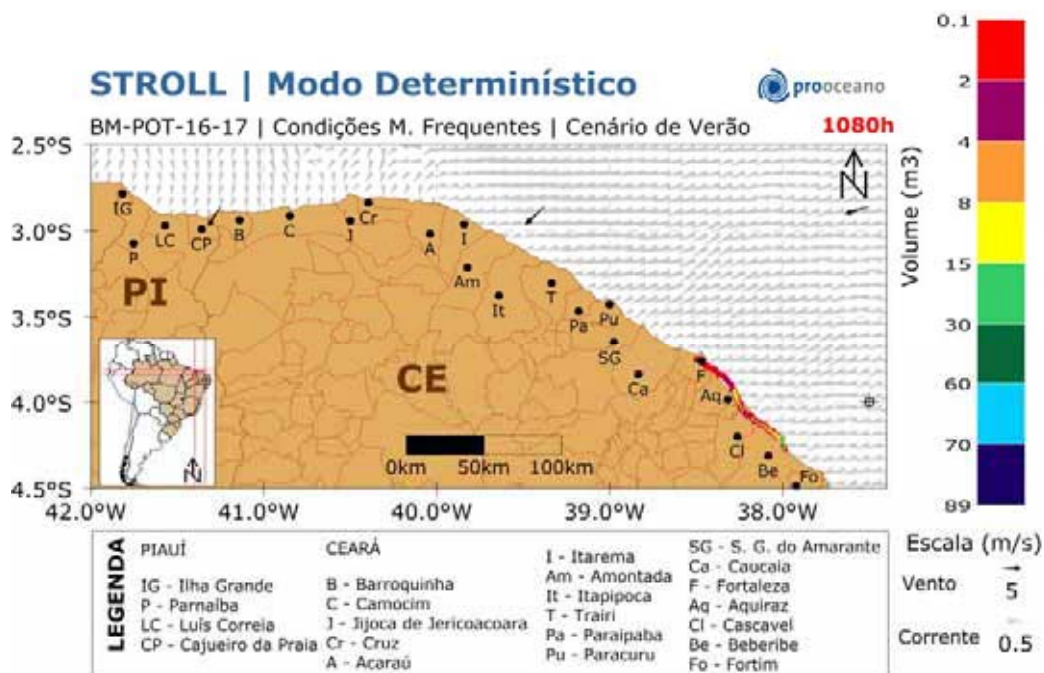 STROLL | Modo Determinístico
prooceano
BM-POT-16-17 | Condições M. Frequentes | Cenário de Verão
1080h
2.5°S
3.0°S
3.5°S
4.0°S
4.5°S
42.0°W
41.0°W
40.0°W
39.0°W
38.0°W
N
IG
P
LC
CP
B
C
J
Cr
A
I
Am
It
T
Pa
Pu
SG
Ca
F
Aq
Cl
Be
Fo
PI
CE
N
0km
50km
100km
Volume (m3)
0.1
2
4
8
15
30
60
70
89
LEGENDA
PIAUÍ
IG - Ilha Grande
P - Parnaíba
LC - Luís Correia
CP - Cajueiro da Praia
CEARÁ
B - Barroquinha
C - Camocim
J - Jijoca de Jericoacoara
Cr - Cruz
A - Acaraú
I - Itarema
Am - Amontada
It - Itapipoca
T - Trairi
Pa - Paraipaba
Pu - Paracuru
SG - S. G. do Amarante
Ca - Caucaia
F - Fortaleza
Aq - Aquiraz
Cl - Cascavel
Be - Beberibe
Fo - Fortim
Escala (m/s)
Vento
5
Corrente
0.5